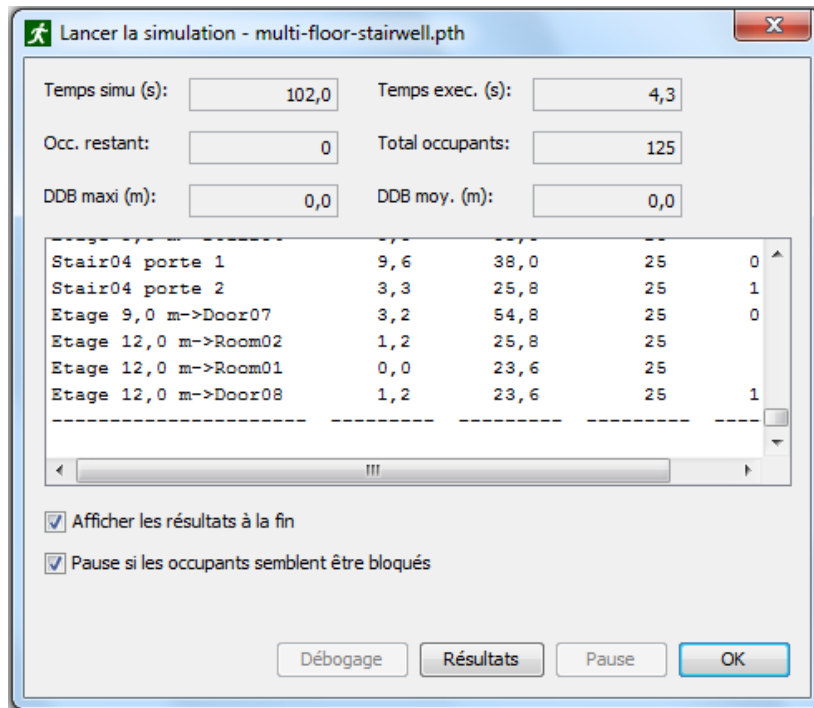 Lancer la simulation - multi-floor-stairwell.pth
Temps simu (s): 102,0 Temps exec. (s): 4,3
Occ. restant: 0 Total occupants: 125
DDB maxi (m): 0,0 DDB moy. (m): 0,0
Stair04 porte 1 9,6 38,0 25 0
Stair04 porte 2 3,3 25,8 25 1
Etage 9,0 m->Door07 3,2 54,8 25 0
Etage 12,0 m->Room02 1,2 25,8 25
Etage 12,0 m->Room01 0,0 23,6 25
Etage 12,0 m->Door08 1,2 23,6 25 1
---------------------- --------- --------- --------- ----
Afficher les résultats à la fin
Pause si les occupants semblent être bloqués
Débogage Résultats Pause OK